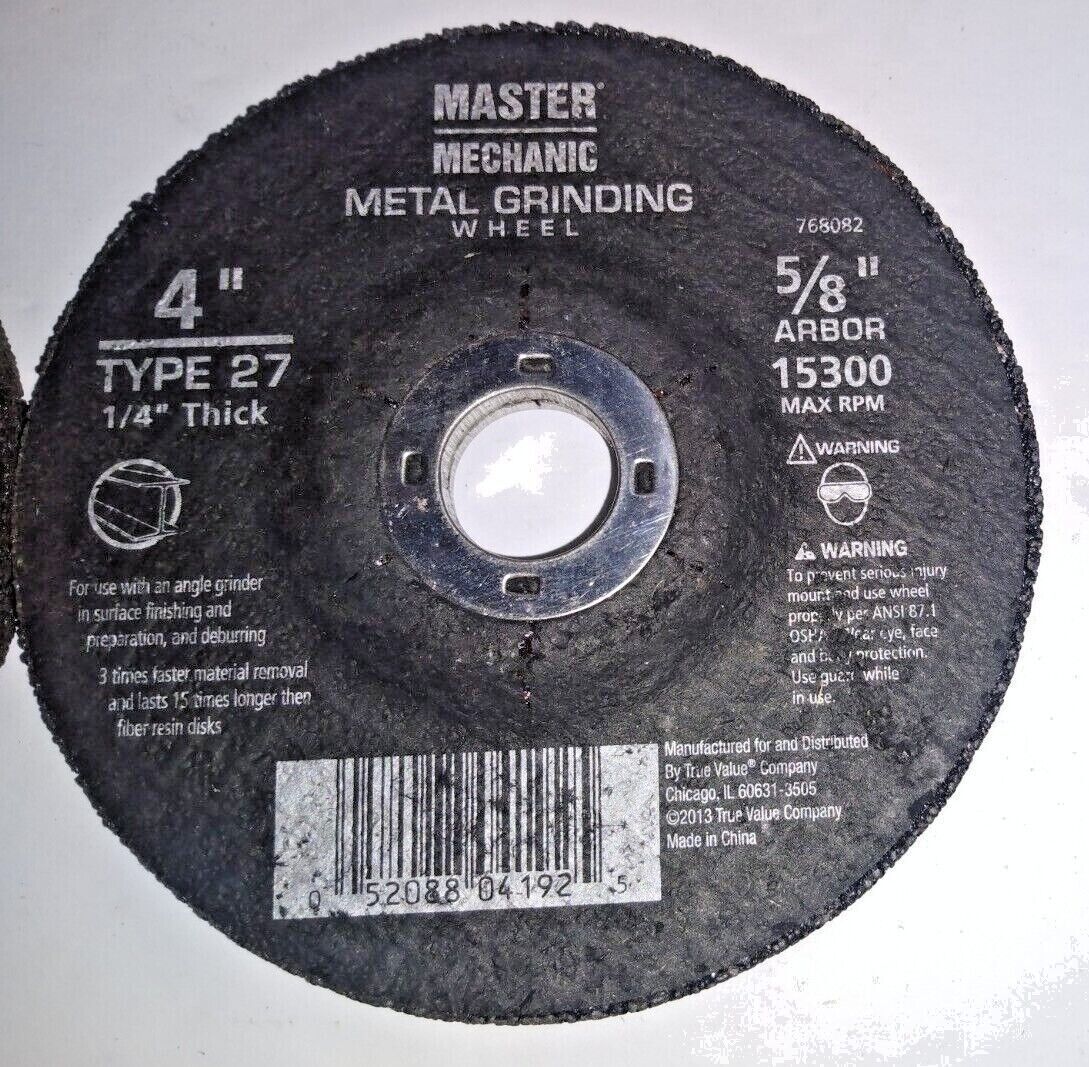 MASTER®
MECHANIC
METAL GRINDING
WHEEL
768082
4"
TYPE 27
1/4" Thick
5/8"
ARBOR
15300
MAX RPM
WARNING
WARNING
To prevent serious injury
mount and use wheel
properly per ANSI 87.1
OSHA. Wear eye, face
and body protection.
Use guard while
in use.
For use with an angle grinder
in surface finishing and
preparation, and deburring
3 times faster material removal
and lasts 15 times longer then
fiber resin disks
Manufactured for and Distributed
By True Value® Company
Chicago, IL 60631-3505
©2013 True Value Company
Made in China
0 52088 04192 5